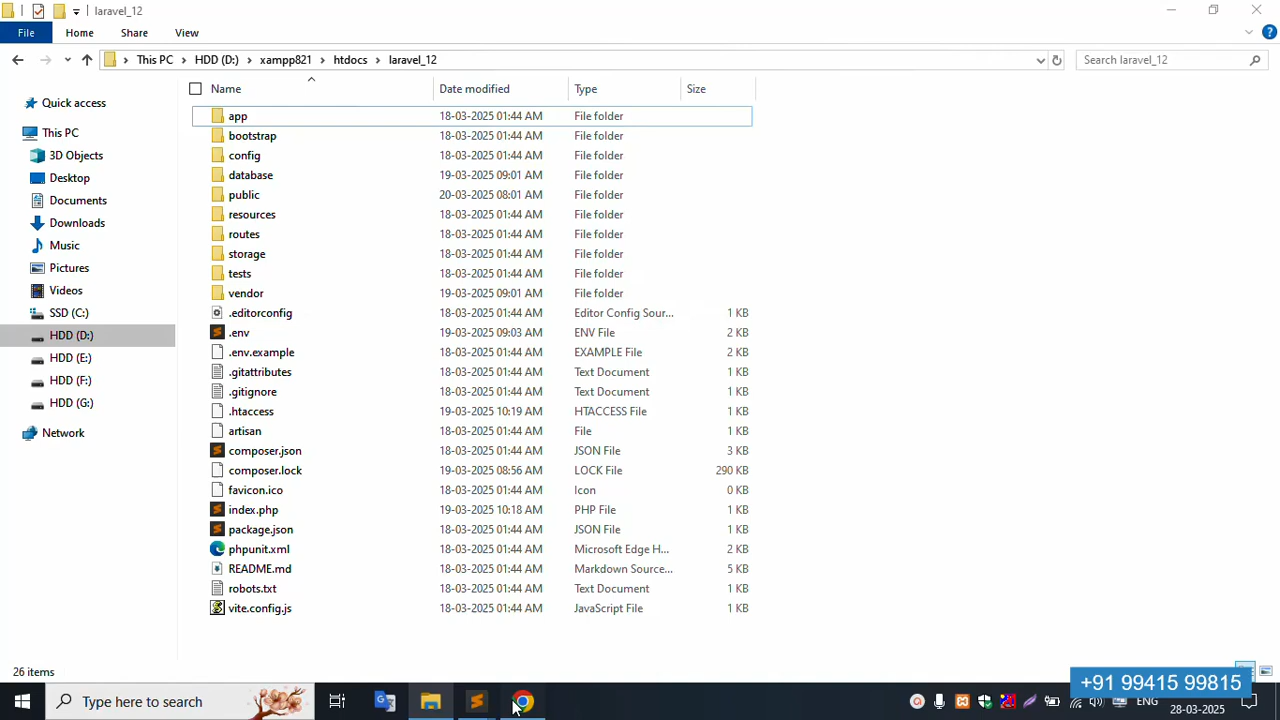 laravel_12
File Home Share View
This PC HDD (D:) xampp821 htdocs laravel_12
Search laravel_12
Name Date modified Type Size
Quick access
This PC
3D Objects
Desktop
Documents
Downloads
Music
Pictures
Videos
SSD (C:)
HDD (D:)
HDD (E:)
HDD (F:)
HDD (G:)
Network
app 18-03-2025 01:44 AM File folder
bootstrap 18-03-2025 01:44 AM File folder
config 18-03-2025 01:44 AM File folder
database 19-03-2025 09:01 AM File folder
public 20-03-2025 08:01 AM File folder
resources 18-03-2025 01:44 AM File folder
routes 18-03-2025 01:44 AM File folder
storage 18-03-2025 01:44 AM File folder
tests 18-03-2025 01:44 AM File folder
vendor 19-03-2025 09:01 AM File folder
.editorconfig 18-03-2025 01:44 AM Editor Config Sour... 1 KB
.env 19-03-2025 09:03 AM ENV File 2 KB
.env.example 18-03-2025 01:44 AM EXAMPLE File 2 KB
.gitattributes 18-03-2025 01:44 AM Text Document 1 KB
.gitignore 18-03-2025 01:44 AM Text Document 1 KB
.htaccess 19-03-2025 10:19 AM HTACCESS File 1 KB
artisan 18-03-2025 01:44 AM File 1 KB
composer.json 18-03-2025 01:44 AM JSON File 3 KB
composer.lock 19-03-2025 08:56 AM LOCK File 290 KB
favicon.ico 18-03-2025 01:44 AM Icon 0 KB
index.php 19-03-2025 10:18 AM PHP File 1 KB
package.json 18-03-2025 01:44 AM JSON File 1 KB
phpunit.xml 18-03-2025 01:44 AM Microsoft Edge H... 2 KB
README.md 18-03-2025 01:44 AM Markdown Source... 5 KB
robots.txt 18-03-2025 01:44 AM Text Document 1 KB
vite.config.js 18-03-2025 01:44 AM JavaScript File 1 KB
26 items
+91 99415 99815
Type here to search
ENG
28-03-2025